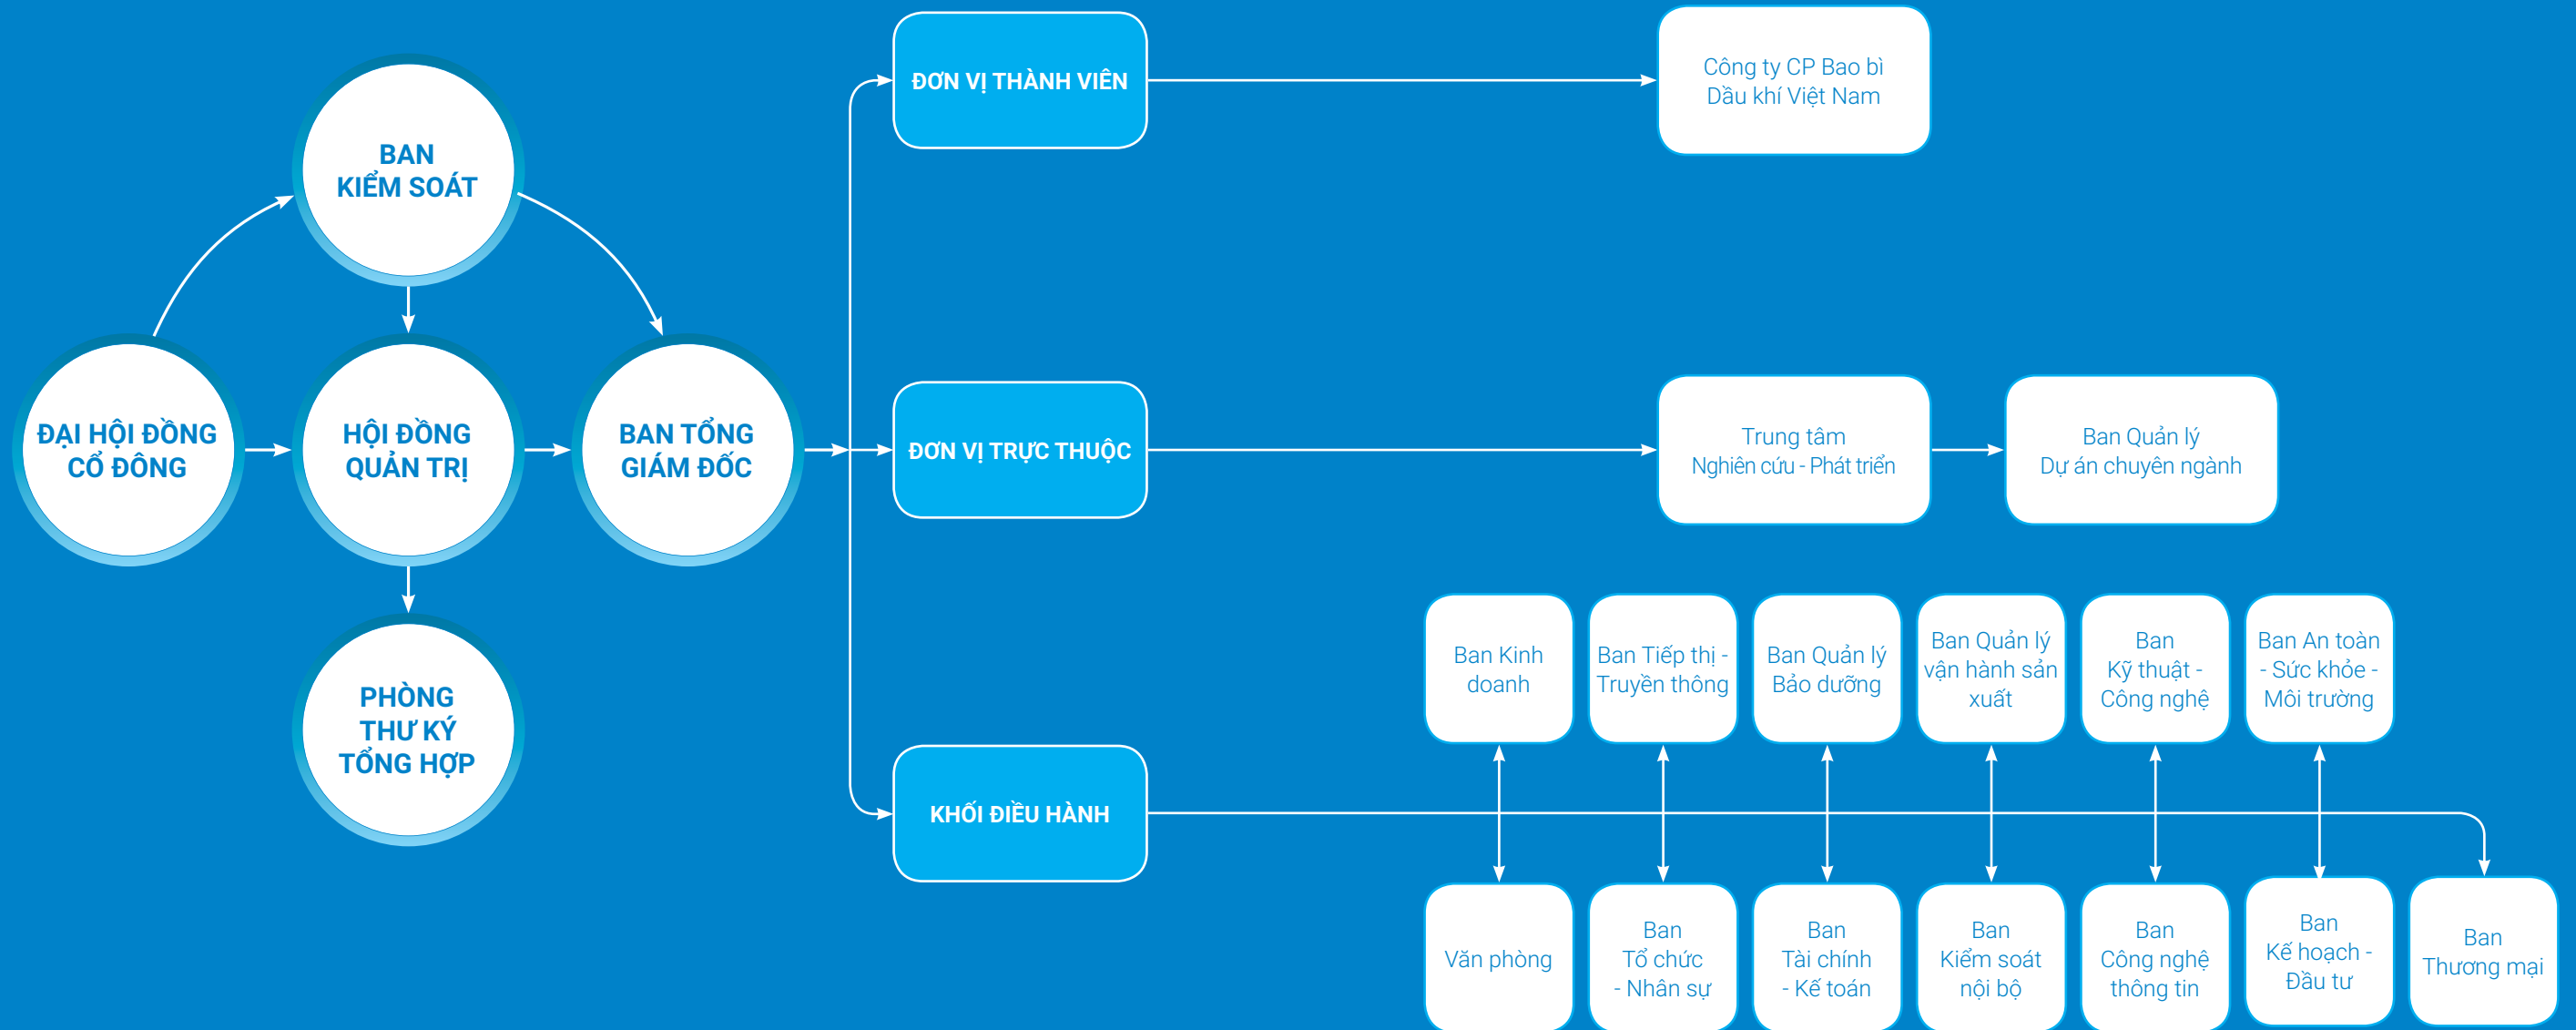 BAN
KIỂM SOÁT
ĐẠI HỘI ĐỒNG
CỔ ĐÔNG
HỘI ĐỒNG
QUẢN TRỊ
BAN TỔNG
GIÁM ĐỐC
PHÒNG
THƯ KÝ
TỔNG HỢP
ĐƠN VỊ THÀNH VIÊN
Công ty CP Bao bì
Dầu khí Việt Nam
ĐƠN VỊ TRỰC THUỘC
Trung tâm
Nghiên cứu - Phát triển
Ban Quản lý
Dự án chuyên ngành
KHỐI ĐIỀU HÀNH
Ban Kinh
doanh
Ban Tiếp thị -
Truyền thông
Ban Quản lý
Bảo dưỡng
Ban Quản lý
vận hành sản
xuất
Ban
Kỹ thuật -
Công nghệ
Ban An toàn
- Sức khỏe -
Môi trường
Văn phòng
Ban
Tổ chức
- Nhân sự
Ban
Tài chính
- Kế toán
Ban
Kiểm soát
nội bộ
Ban
Công nghệ
thông tin
Ban
Kế hoạch -
Đầu tư
Ban
Thương mại